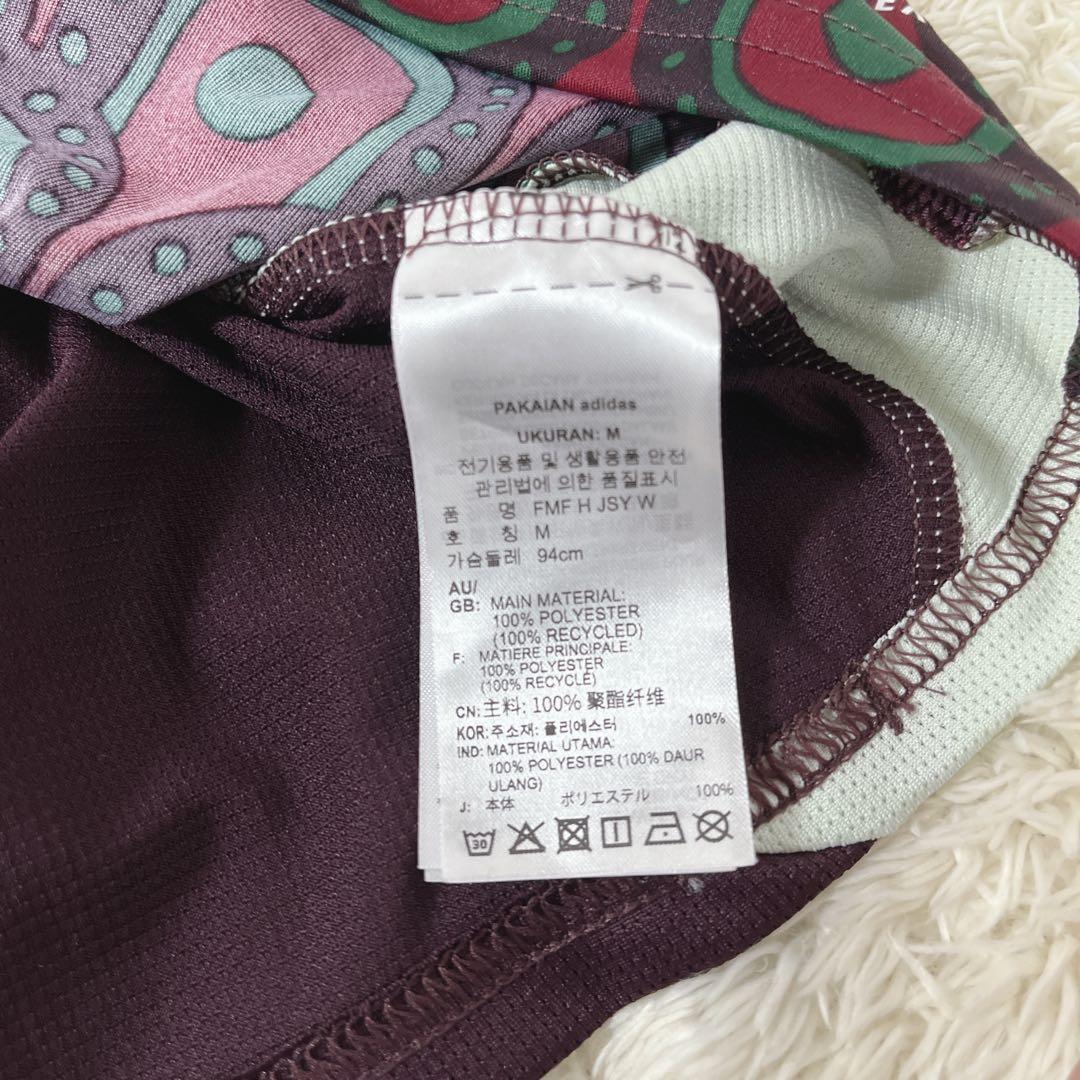 PAKAIAN adidas
UKURAN: M
전기용품 및 생활용품 안전
관리법에 의한 품질표시
품 명 FMF H JSY W
호 칭 M
가슴둘레 94cm
AU/
GB: MAIN MATERIAL:
100% POLYESTER
(100% RECYCLED)
F: MATIERE PRINCIPALE:
100% POLYESTER
(100% RECYCLÉ)
CN: 主料: 100% 聚酯纤维
KOR: 주소재: 폴리에스터 100%
IND: MATERIAL UTAMA:
100% POLYESTER (100% DAUR
ULANG)
J: 本体 ポリエステル 100%
30